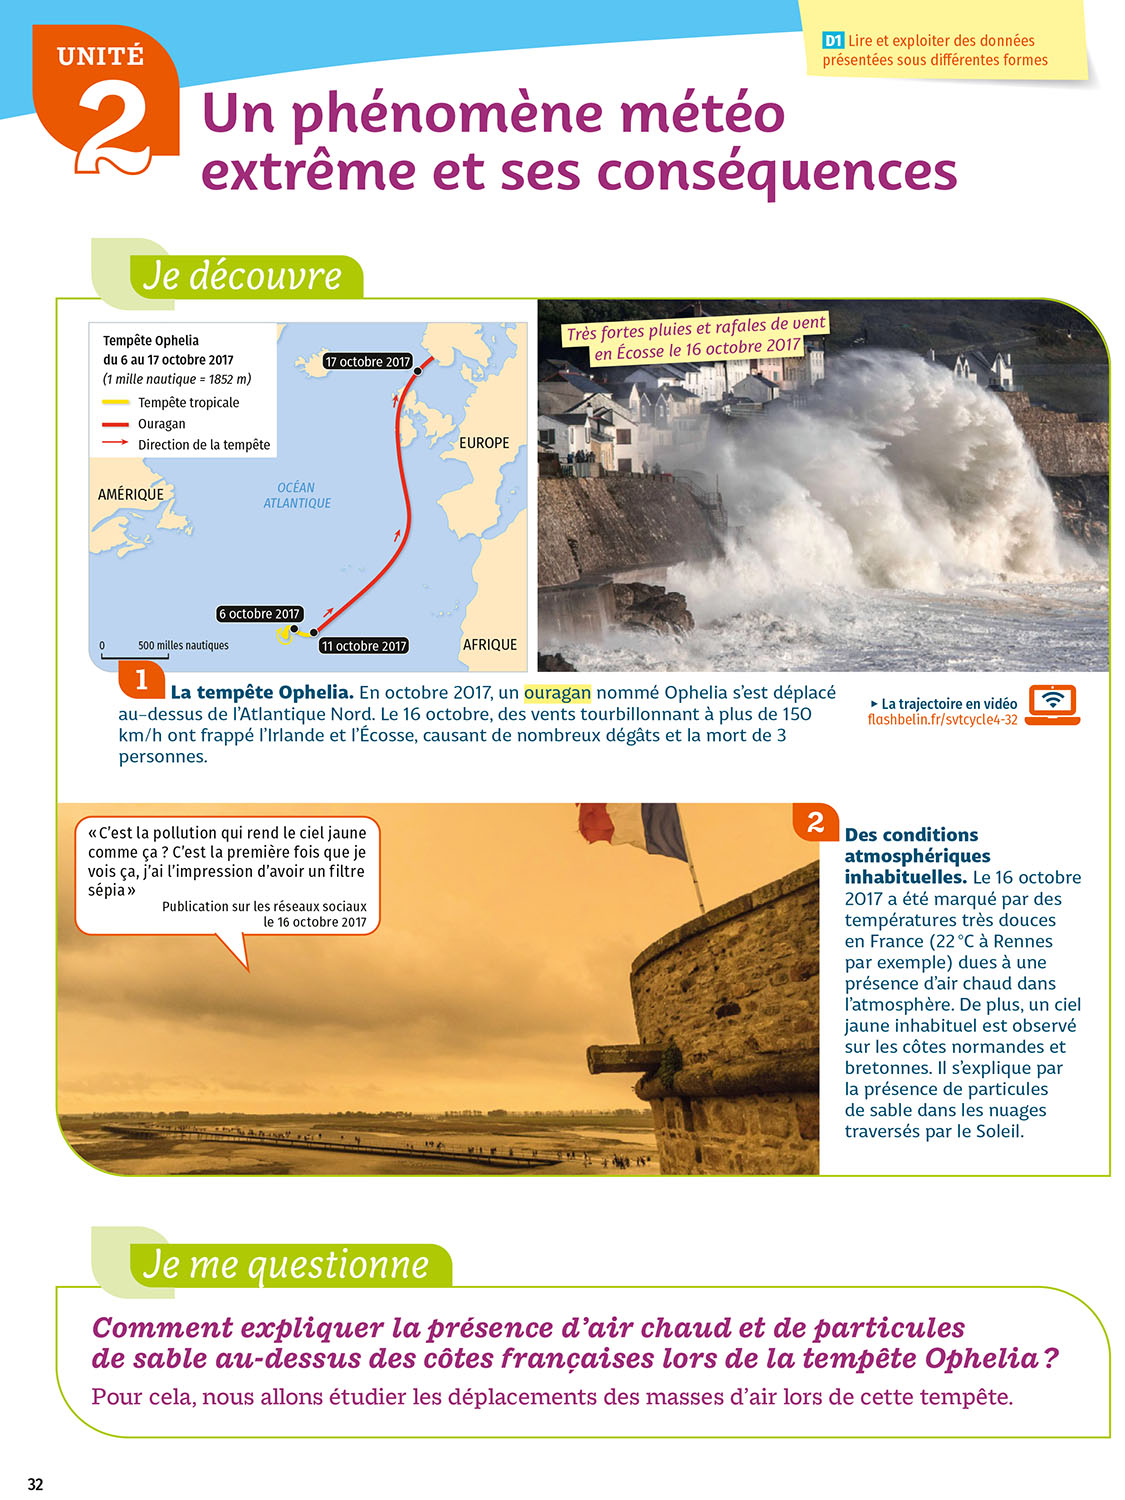 D1 Lire et exploiter des données
présentées sous différentes formes
UNITÉ
2
Un phénomène météo
extrême et ses conséquences
Je découvre
Tempête Ophelia
du 6 au 17 octobre 2017
(1 mille nautique = 1852 m)
Tempête tropicale
Ouragan
Direction de la tempête
17 octobre 2017
EUROPE
AMÉRIQUE
OCÉAN
ATLANTIQUE
6 octobre 2017
11 octobre 2017
AFRIQUE
0 500 milles nautiques
Très fortes pluies et rafales de vent
en Écosse le 16 octobre 2017
1 La tempête Ophelia. En octobre 2017, un ouragan nommé Ophelia s'est déplacé
au-dessus de l'Atlantique Nord. Le 16 octobre, des vents tourbillonnant à plus de 150
km/h ont frappé l'Irlande et l'Écosse, causant de nombreux dégâts et la mort de 3
personnes.
▸ La trajectoire en vidéo
flashbelin.fr/svtcycle4-32
« C'est la pollution qui rend le ciel jaune
comme ça ? C'est la première fois que je
vois ça, j'ai l'impression d'avoir un filtre
sépia »
Publication sur les réseaux sociaux
le 16 octobre 2017
2
Des conditions
atmosphériques
inhabituelles. Le 16 octobre
2017 a été marqué par des
températures très douces
en France (22 °C à Rennes
par exemple) dues à une
présence d'air chaud dans
l'atmosphère. De plus, un ciel
jaune inhabituel est observé
sur les côtes normandes et
bretonnes. Il s'explique par
la présence de particules
de sable dans les nuages
traversés par le Soleil.
Je me questionne
Comment expliquer la présence d'air chaud et de particules
de sable au-dessus des côtes françaises lors de la tempête Ophelia ?
Pour cela, nous allons étudier les déplacements des masses d'air lors de cette tempête.
32